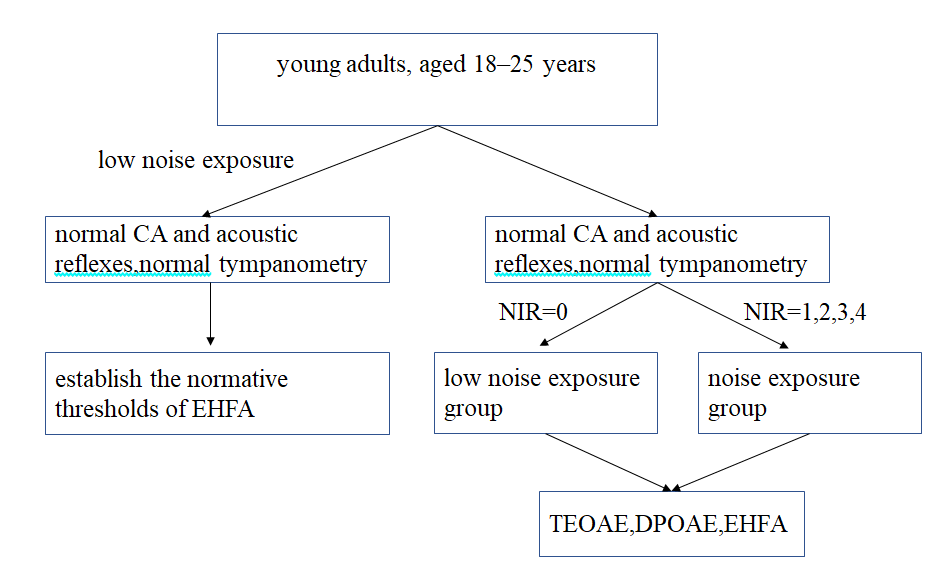 young adults, aged 18–25 years
low noise exposure
normal CA and acoustic
reflexes,normal tympanometry
normal CA and acoustic
reflexes,normal tympanometry
NIR=0
NIR=1,2,3,4
establish the normative
thresholds of EHFA
low noise exposure
group
noise exposure
group
TEOAE,DPOAE,EHFA